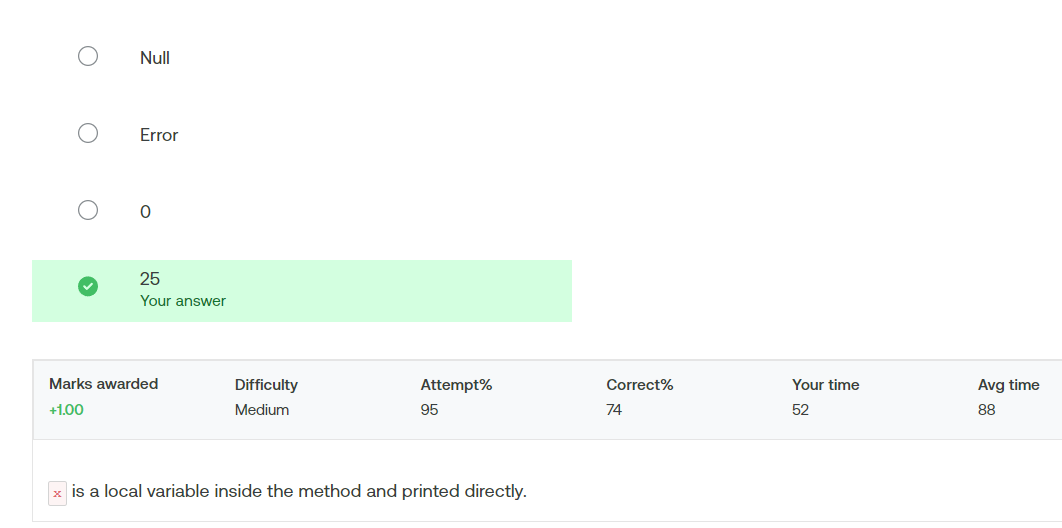 Null
Error
0
25
Your answer
Marks awarded Difficulty Attempt% Correct% Your time Avg time
+1.00 Medium 95 74 52 88
x is a local variable inside the method and printed directly.